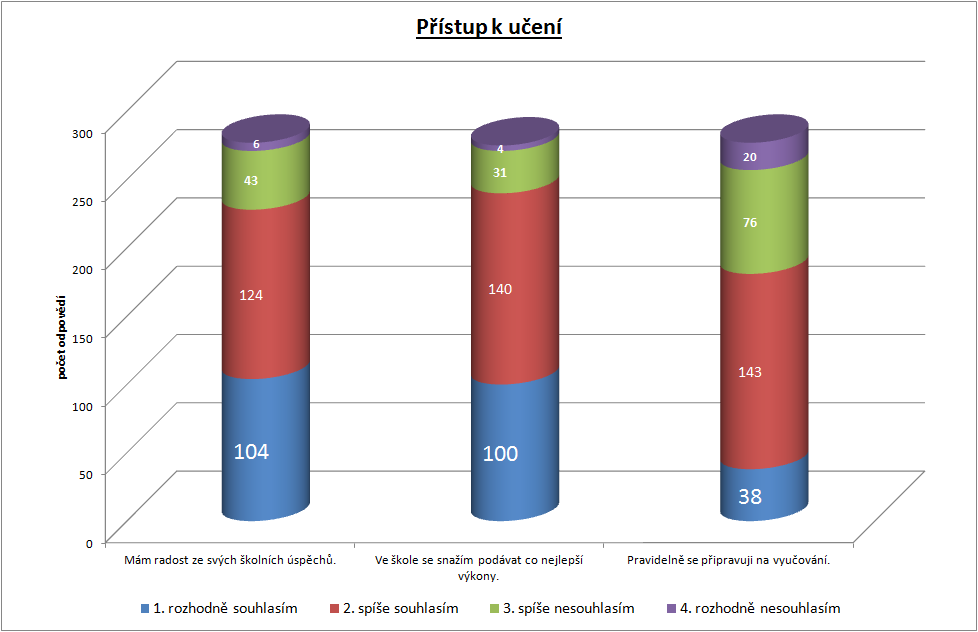 Přístup k učení
300
250
200
150
100
50
0
počet odpovědí
6
43
124
104
4
31
140
100
20
76
143
38
Mám radost ze svých školních úspěchů.
Ve škole se snažím podávat co nejlepší
výkony.
Pravidelně se připravuji na vyučování.
1. rozhodně souhlasím 2. spíše souhlasím 3. spíše nesouhlasím 4. rozhodně nesouhlasím